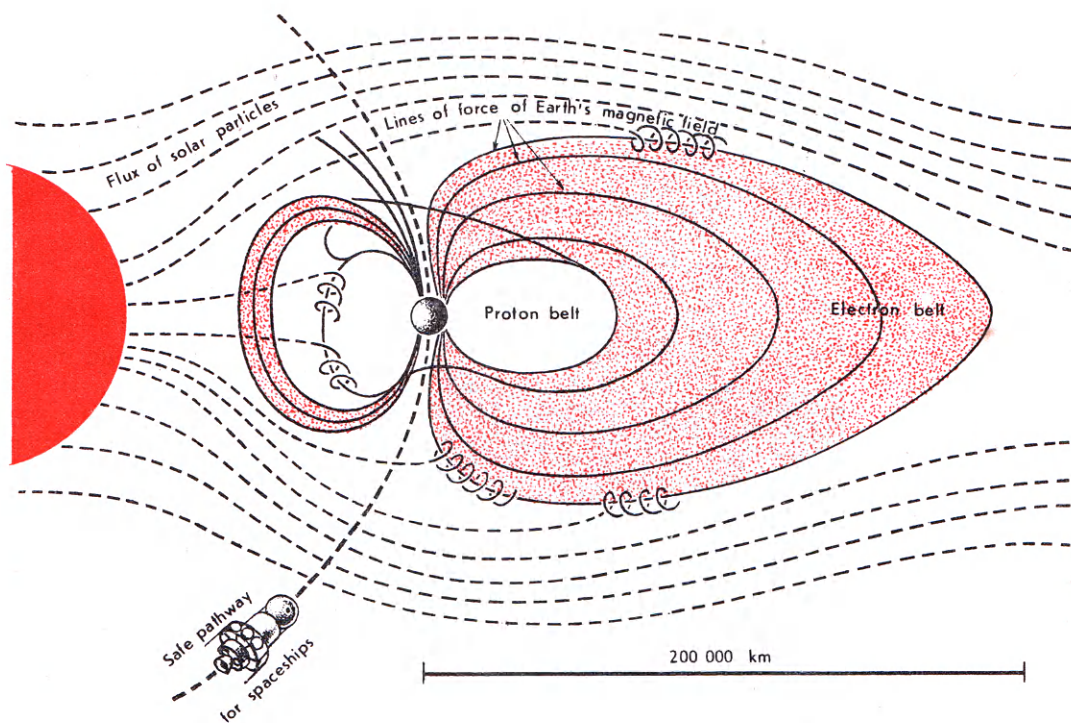 Flux of solar particles
Lines of force of Earth's magnetic field
Proton belt
Electron belt
Safe pathway
for spaceships
200 000 km